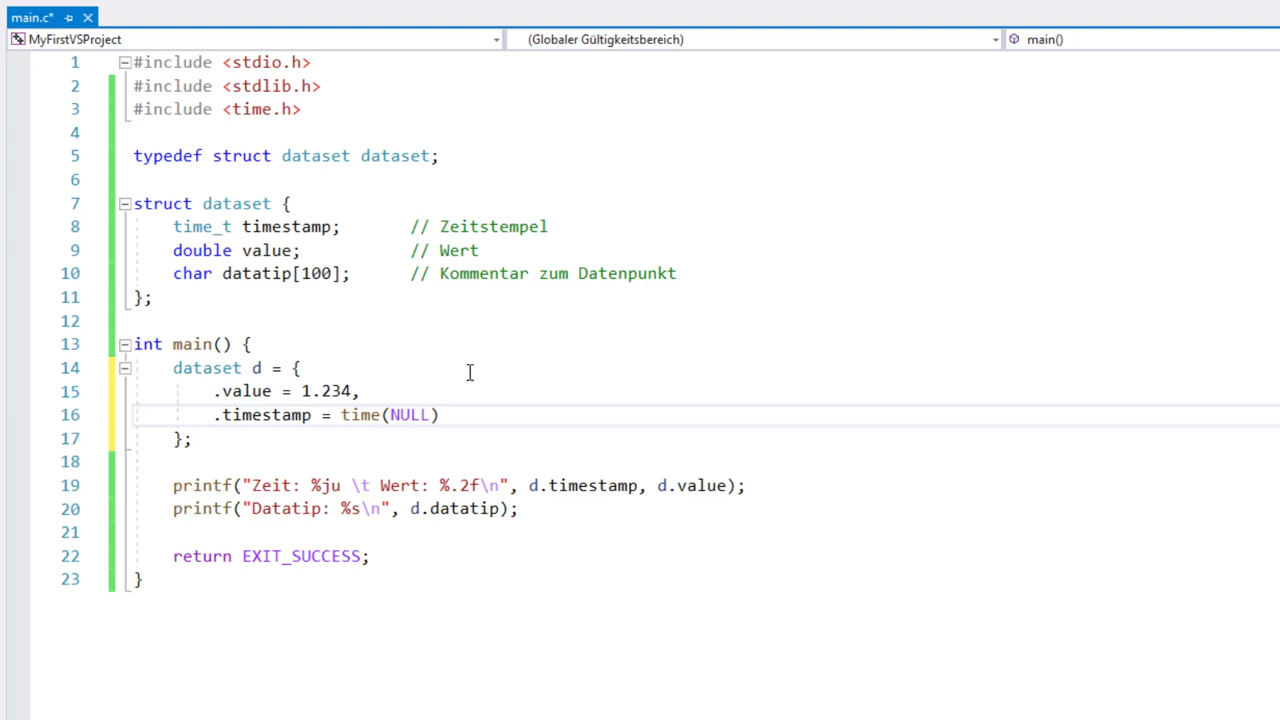 main.c*
MyFirstVSProject (Globaler Gültigkeitsbereich) main()
1 #include <stdio.h>
2 #include <stdlib.h>
3 #include <time.h>
4
5 typedef struct dataset dataset;
6
7 struct dataset {
8     time_t timestamp;       // Zeitstempel
9     double value;           // Wert
10     char datatip[100];      // Kommentar zum Datenpunkt
11 };
12
13 int main() {
14     dataset d = {
15         .value = 1.234,
16         .timestamp = time(NULL)
17     };
18
19     printf("Zeit: %ju \t Wert: %.2f\n", d.timestamp, d.value);
20     printf("Datatip: %s\n", d.datatip);
21
22     return EXIT_SUCCESS;
23 }